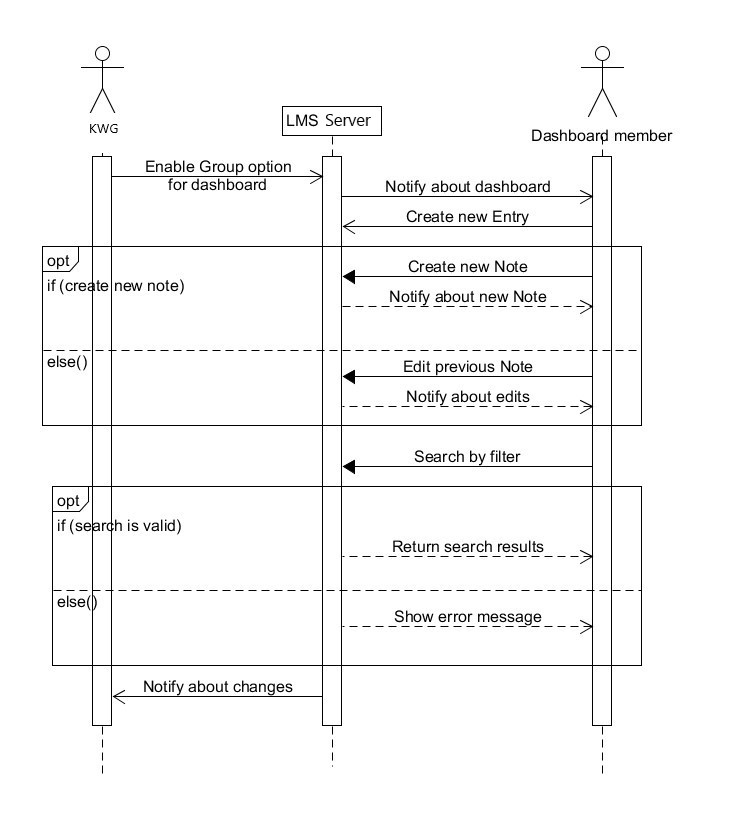 KWG
LMS Server
Dashboard member
Enable Group option
for dashboard
Notify about dashboard
Create new Entry
opt
if (create new note)
Create new Note
Notify about new Note
else()
Edit previous Note
Notify about edits
Search by filter
opt
if (search is valid)
Return search results
else()
Show error message
Notify about changes